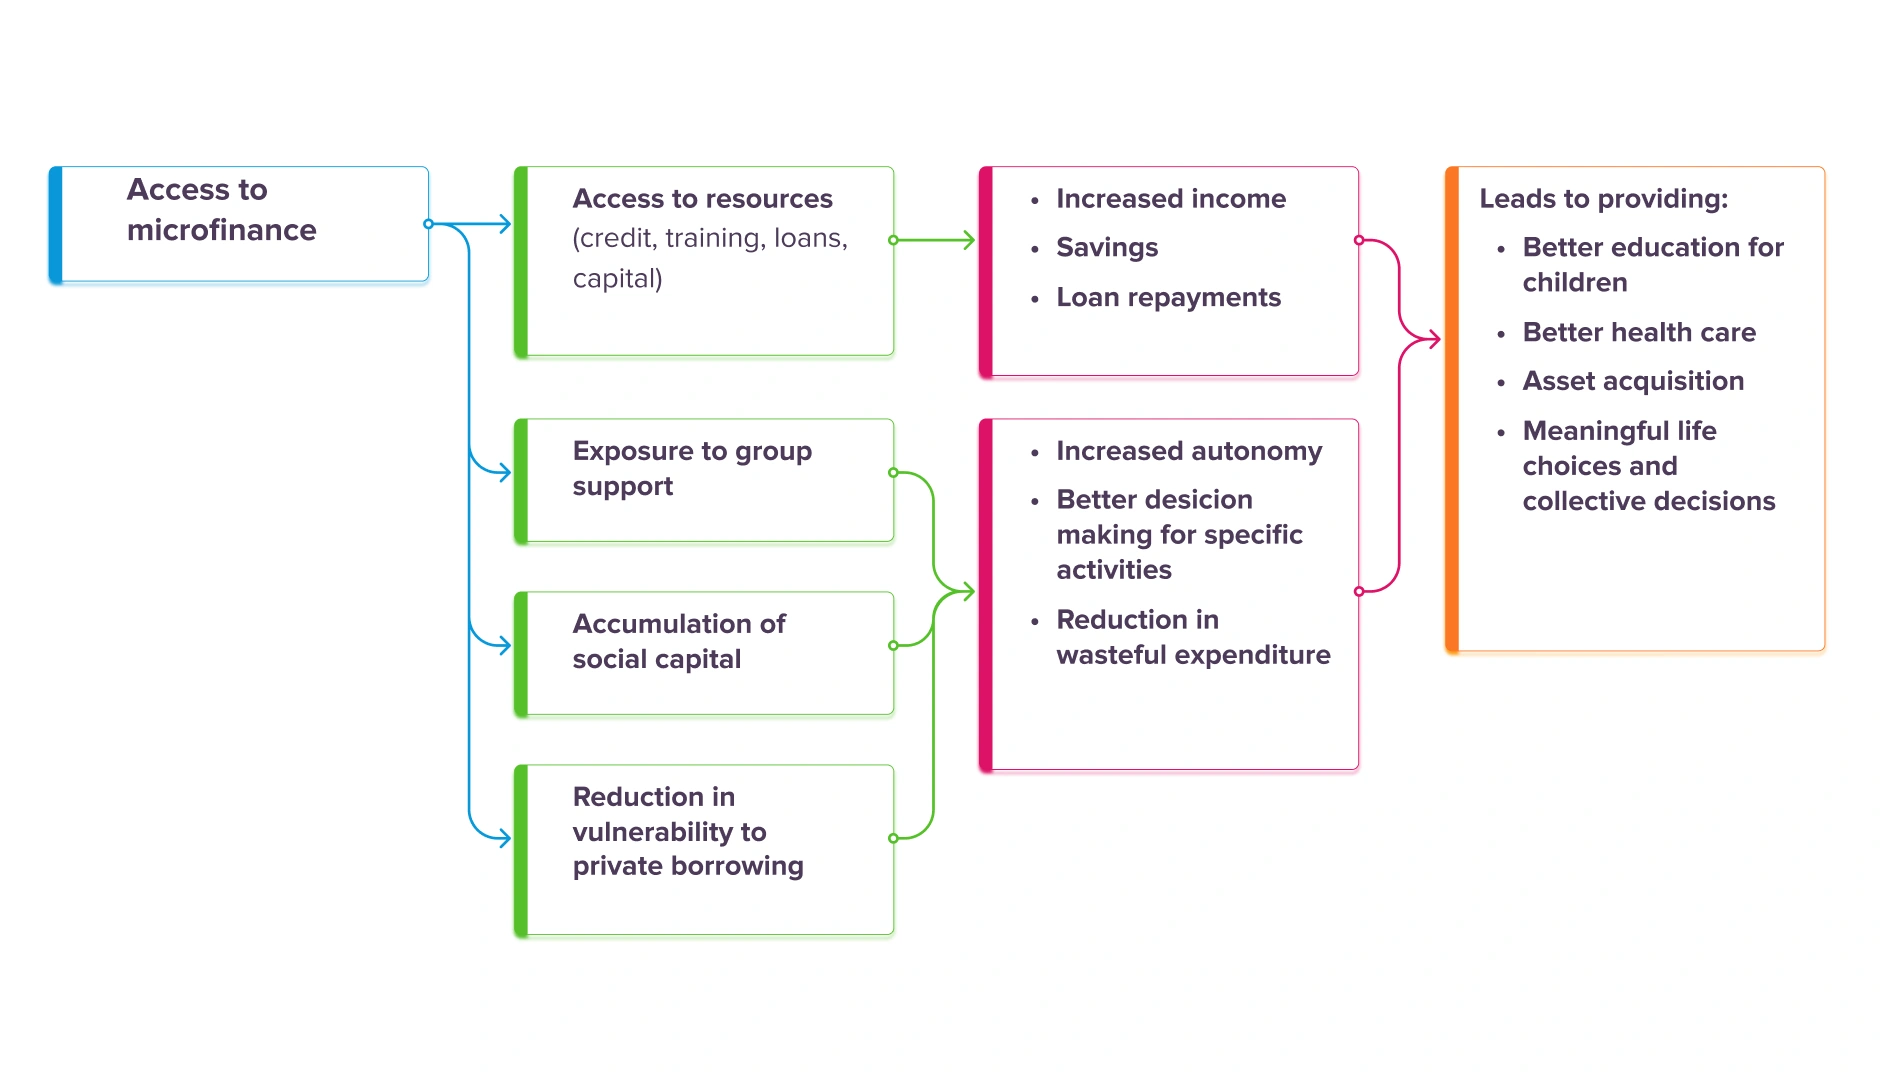 Access to
microfinance
Access to resources
(credit, training, loans,
capital)
Exposure to group
support
Accumulation of
social capital
Reduction in
vulnerability to
private borrowing
• Increased income
• Savings
• Loan repayments
• Increased autonomy
• Better desicion
making for specific
activities
• Reduction in
wasteful expenditure
Leads to providing:
• Better education for
children
• Better health care
• Asset acquisition
• Meaningful life
choices and
collective decisions